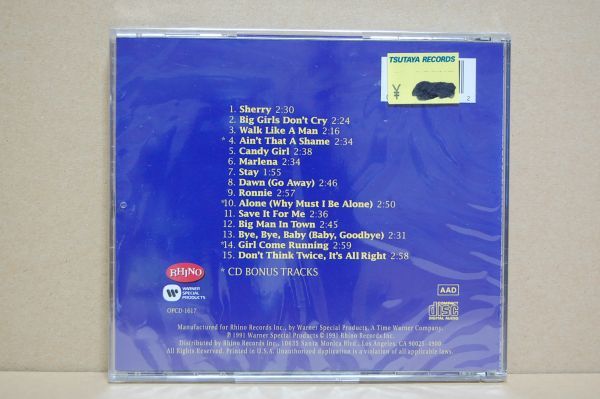 TSUTAYA RECORDS
¥
2
1. Sherry 2:30
2. Big Girls Don't Cry 2:24
3. Walk Like A Man 2:16
* 4. Ain't That A Shame 2:34
5. Candy Girl 2:38
6. Marlena 2:34
7. Stay 1:55
8. Dawn (Go Away) 2:46
9. Ronnie 2:57
*10. Alone (Why Must I Be Alone) 2:50
11. Save It For Me 2:36
12. Big Man In Town 2:45
13. Bye, Bye, Baby (Baby, Goodbye) 2:31
*14. Girl Come Running 2:59
15. Don't Think Twice, It's All Right 2:58
* CD BONUS TRACKS
RHINO
WARNER
SPECIAL
PRODUCTS
OPCD-1617
AAD
COMPACT
disc
DIGITAL AUDIO
Manufactured for Rhino Records Inc., by Warner Special Products, A Time Warner Company.
℗ 1991 Warner Special Products © 1991 Rhino Records Inc.
Distributed by Rhino Records Inc., 10635 Santa Monica Blvd., Los Angeles, CA 90025-4900
All Rights Reserved. Printed in U.S.A. Unauthorized duplication is a violation of all applicable laws.